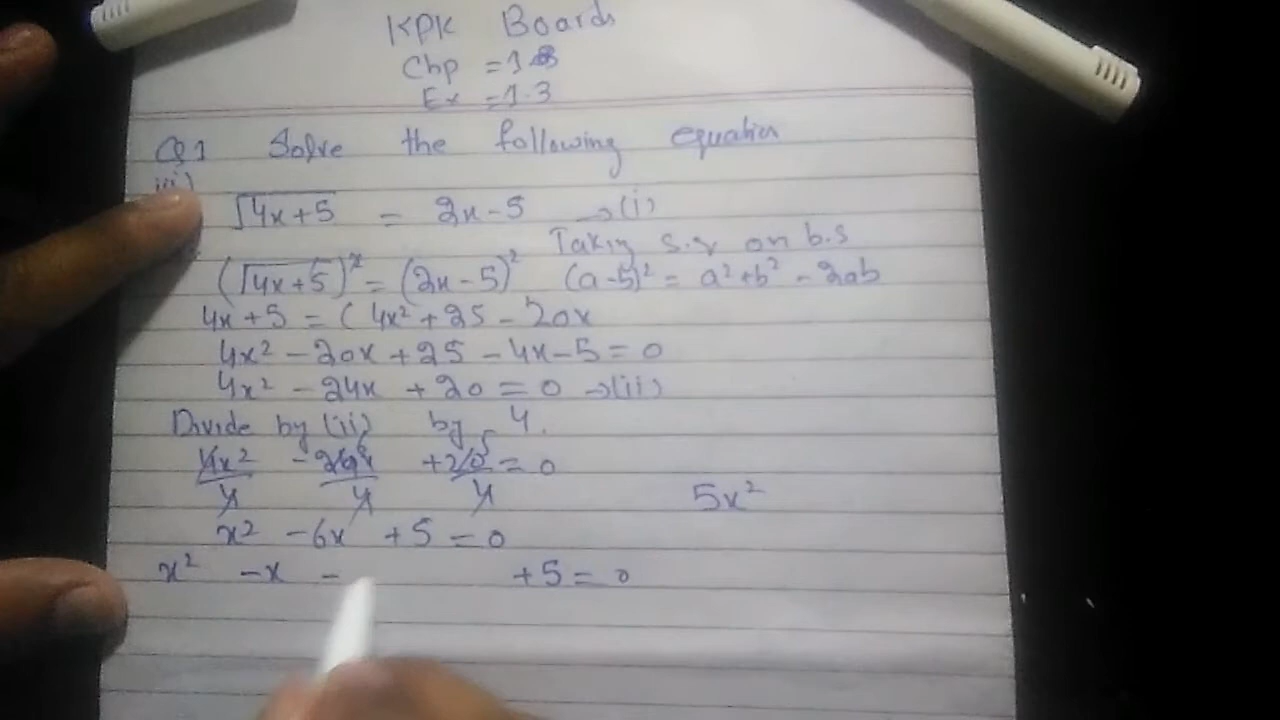 KPK Boards
Chp = 1
Ex = 1.3
Q1 Solve the following equation
iii)
√4x+5 = 2x-5 →(i)
Taking s.r on b.s
(√4x+5)² = (2x-5)² (a-5)² = a²+b² - 2ab
4x+5 = ( 4x²+25 - 20x
4x² - 20x + 25 - 4x - 5 = 0
4x² - 24x + 20 = 0 →(ii)
Divide by (ii) by 4.
4x² - 24x + 20 5 = 0
4 4 4 5x²
x² - 6x + 5 = 0
x² - x - + 5 = 0